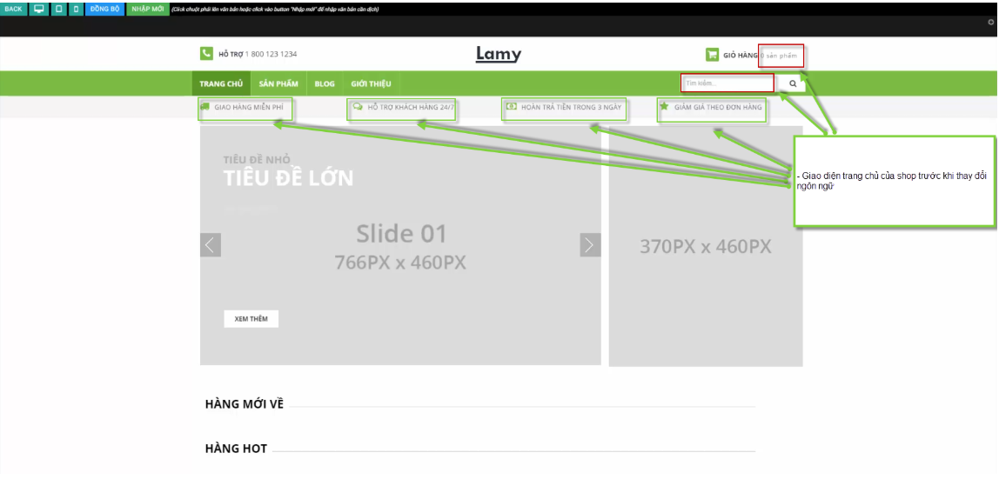 BACK ĐỒNG BỘ NHẬP MỚI (Click chuột phải lên văn bản hoặc click vào button "Nhập mới" để nhập văn bản cần dịch)
HỖ TRỢ 1 800 123 1234
Lamy
GIỎ HÀNG 0 sản phẩm
TRANG CHỦ SẢN PHẨM BLOG GIỚI THIỆU
Tìm kiếm...
GIAO HÀNG MIỄN PHÍ HỖ TRỢ KHÁCH HÀNG 24/7 HOÀN TRẢ TIỀN TRONG 3 NGÀY GIẢM GIÁ THEO ĐƠN HÀNG
TIÊU ĐỀ NHỎ
TIÊU ĐỀ LỚN
- Giao diện trang chủ của shop trước khi thay đổi
ngôn ngữ
Slide 01
766PX x 460PX
370PX x 460PX
XEM THÊM
HÀNG MỚI VỀ
HÀNG HOT